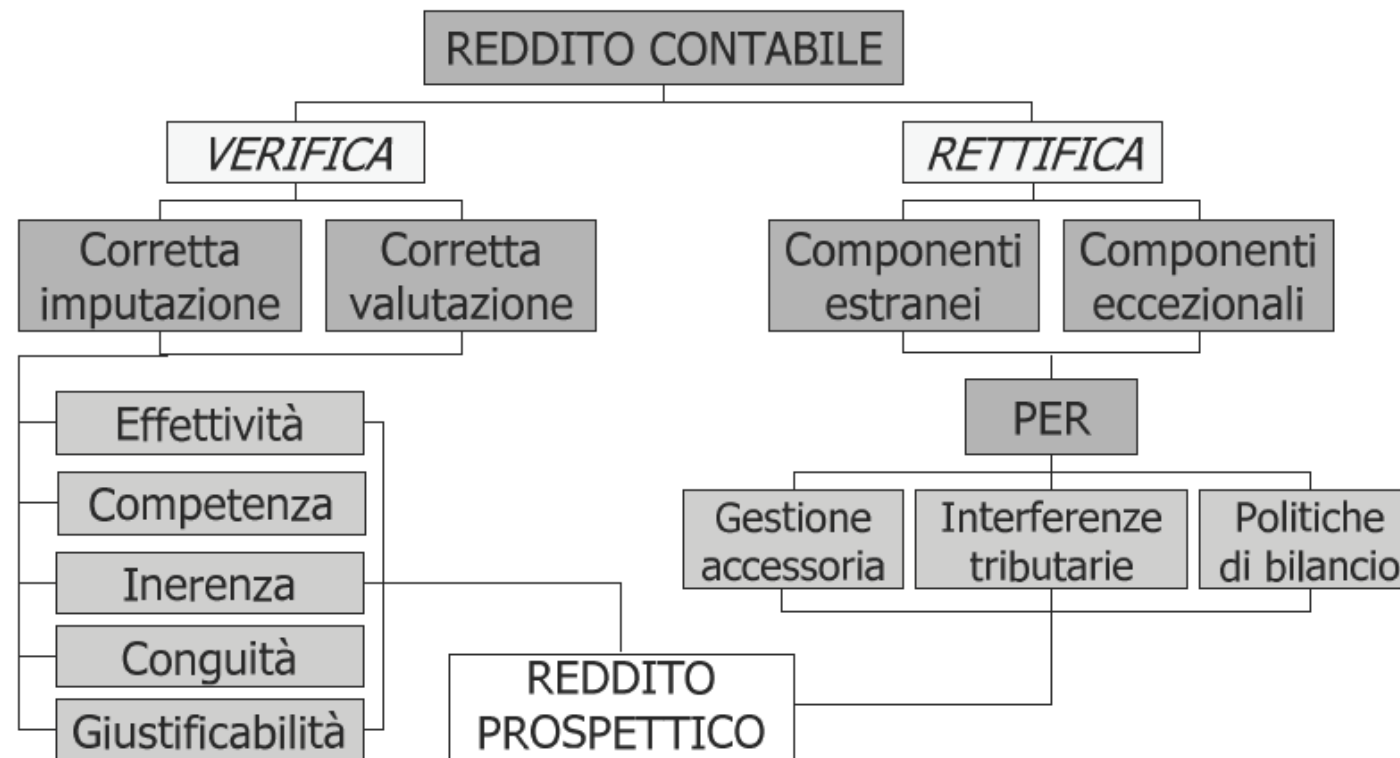 REDDITO CONTABILE
VERIFICA
RETTIFICA
Corretta
imputazione
Corretta
valutazione
Componenti
estranei
Componenti
eccezionali
Effettività
Competenza
Inerenza
Conguità
Giustificabilità
PER
Gestione
accessoria
Interferenze
tributarie
Politiche
di bilancio
REDDITO
PROSPETTICO